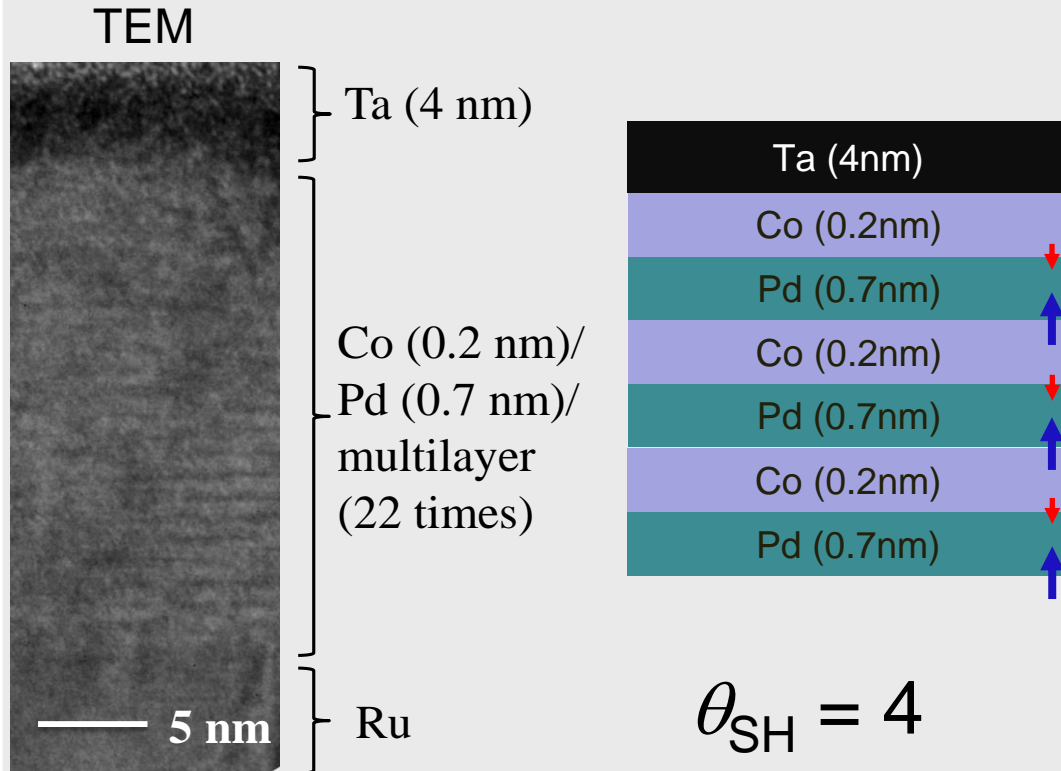 TEM
Ta (4 nm)
Co (0.2 nm)/
Pd (0.7 nm)/
multilayer
(22 times)
Ru
5 nm
Ta (4nm)
Co (0.2nm)
Pd (0.7nm)
Co (0.2nm)
Pd (0.7nm)
Co (0.2nm)
Pd (0.7nm)
θSH = 4